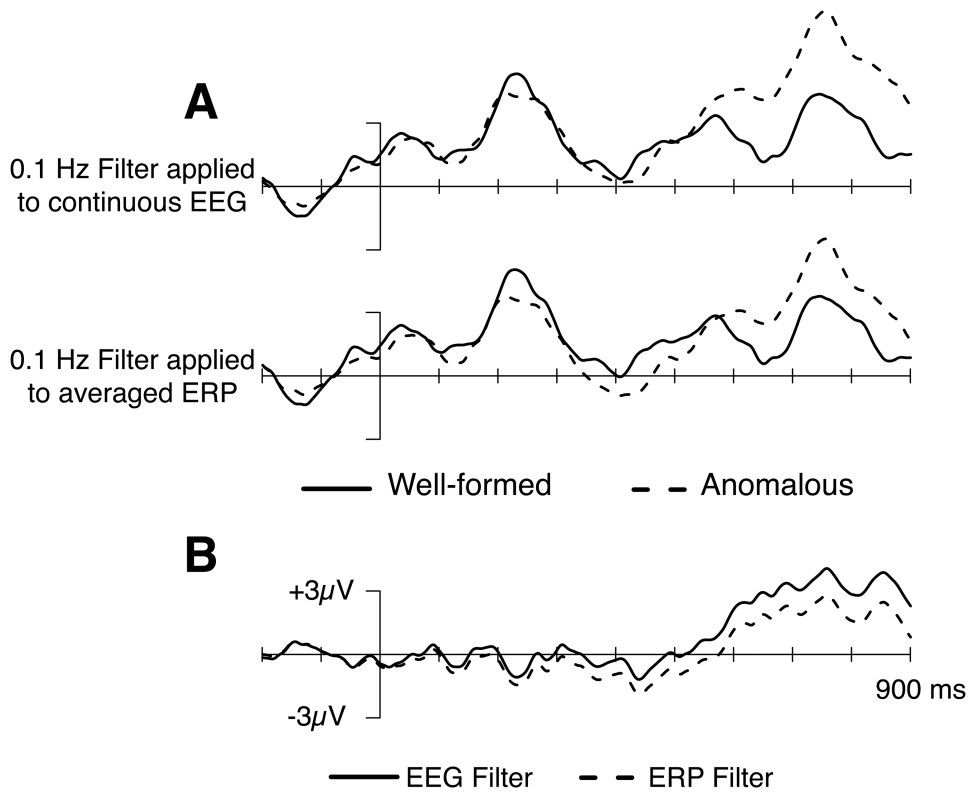 A
0.1 Hz Filter applied
to continuous EEG
0.1 Hz Filter applied
to averaged ERP
Well-formed
Anomalous
B
+3µV
900 ms
-3µV
EEG Filter
ERP Filter